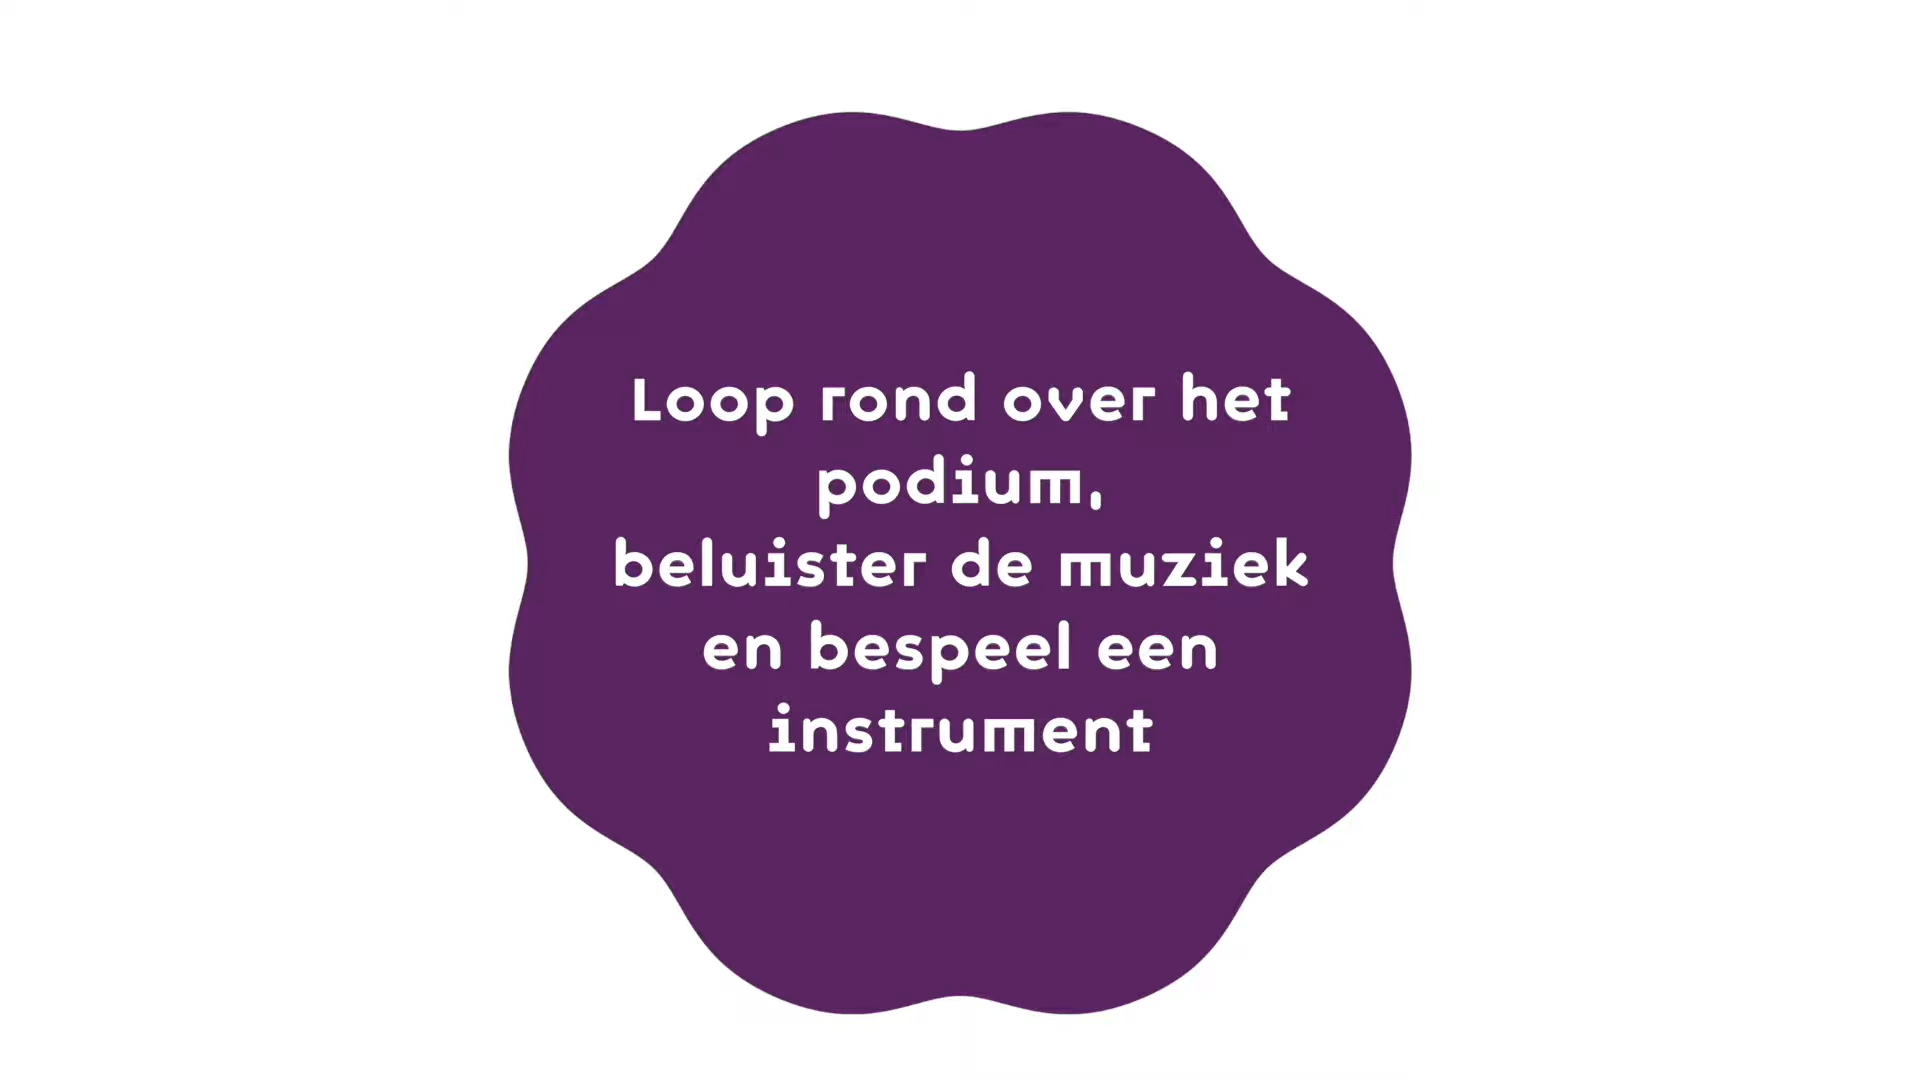 Loop rond over het
podium,
beluister de muziek
en bespeel een
instrument